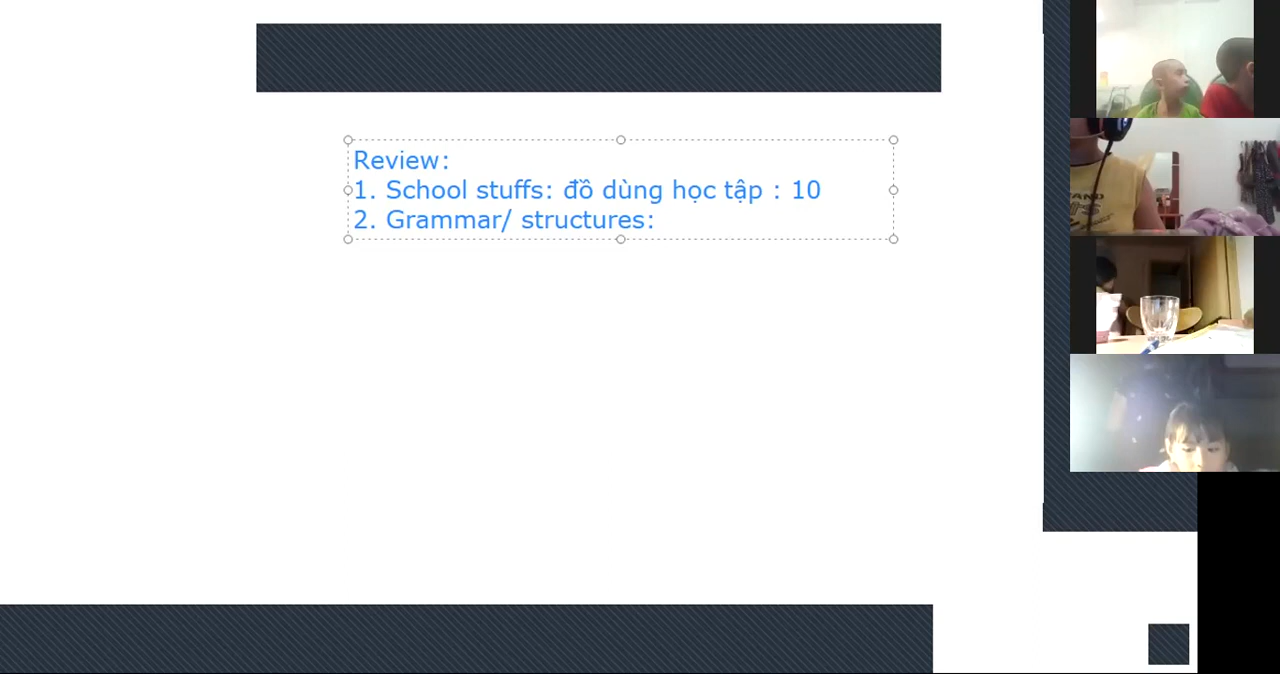 Review:
1. School stuffs: đồ dùng học tập : 10
2. Grammar/ structures: